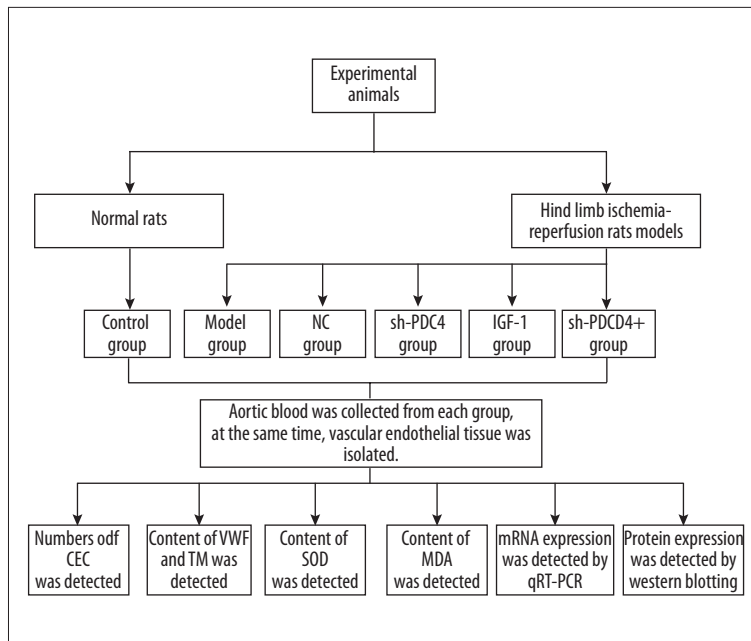 Experimental
animals
Normal rats
Hind limb ischemia-
reperfusion rats models
Control
group
Model
group
NC
group
sh-PDC4
group
IGF-1
group
sh-PDCD4+
group
Aortic blood was collected from each group,
at the same time, vascular endothelial tissue was
isolated.
Numbers odf
CEC
was detected
Content of VWF
and TM was
detected
Content of
SOD
was detected
Content of
MDA
was detected
mRNA expression
was detected by
qRT-PCR
Protein expression
was detected by
western blotting